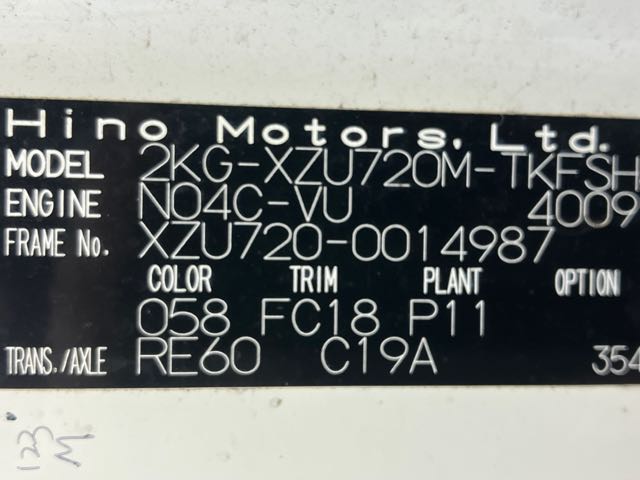 Hino Motors, Ltd.
MODEL 2KG-XZU720M-TKFSH
ENGINE N04C-VU 4009
FRAME No. XZU720-0014987
COLOR TRIM PLANT OPTION
058 FC18 P11
TRANS./AXLE RE60 C19A 354
123
M